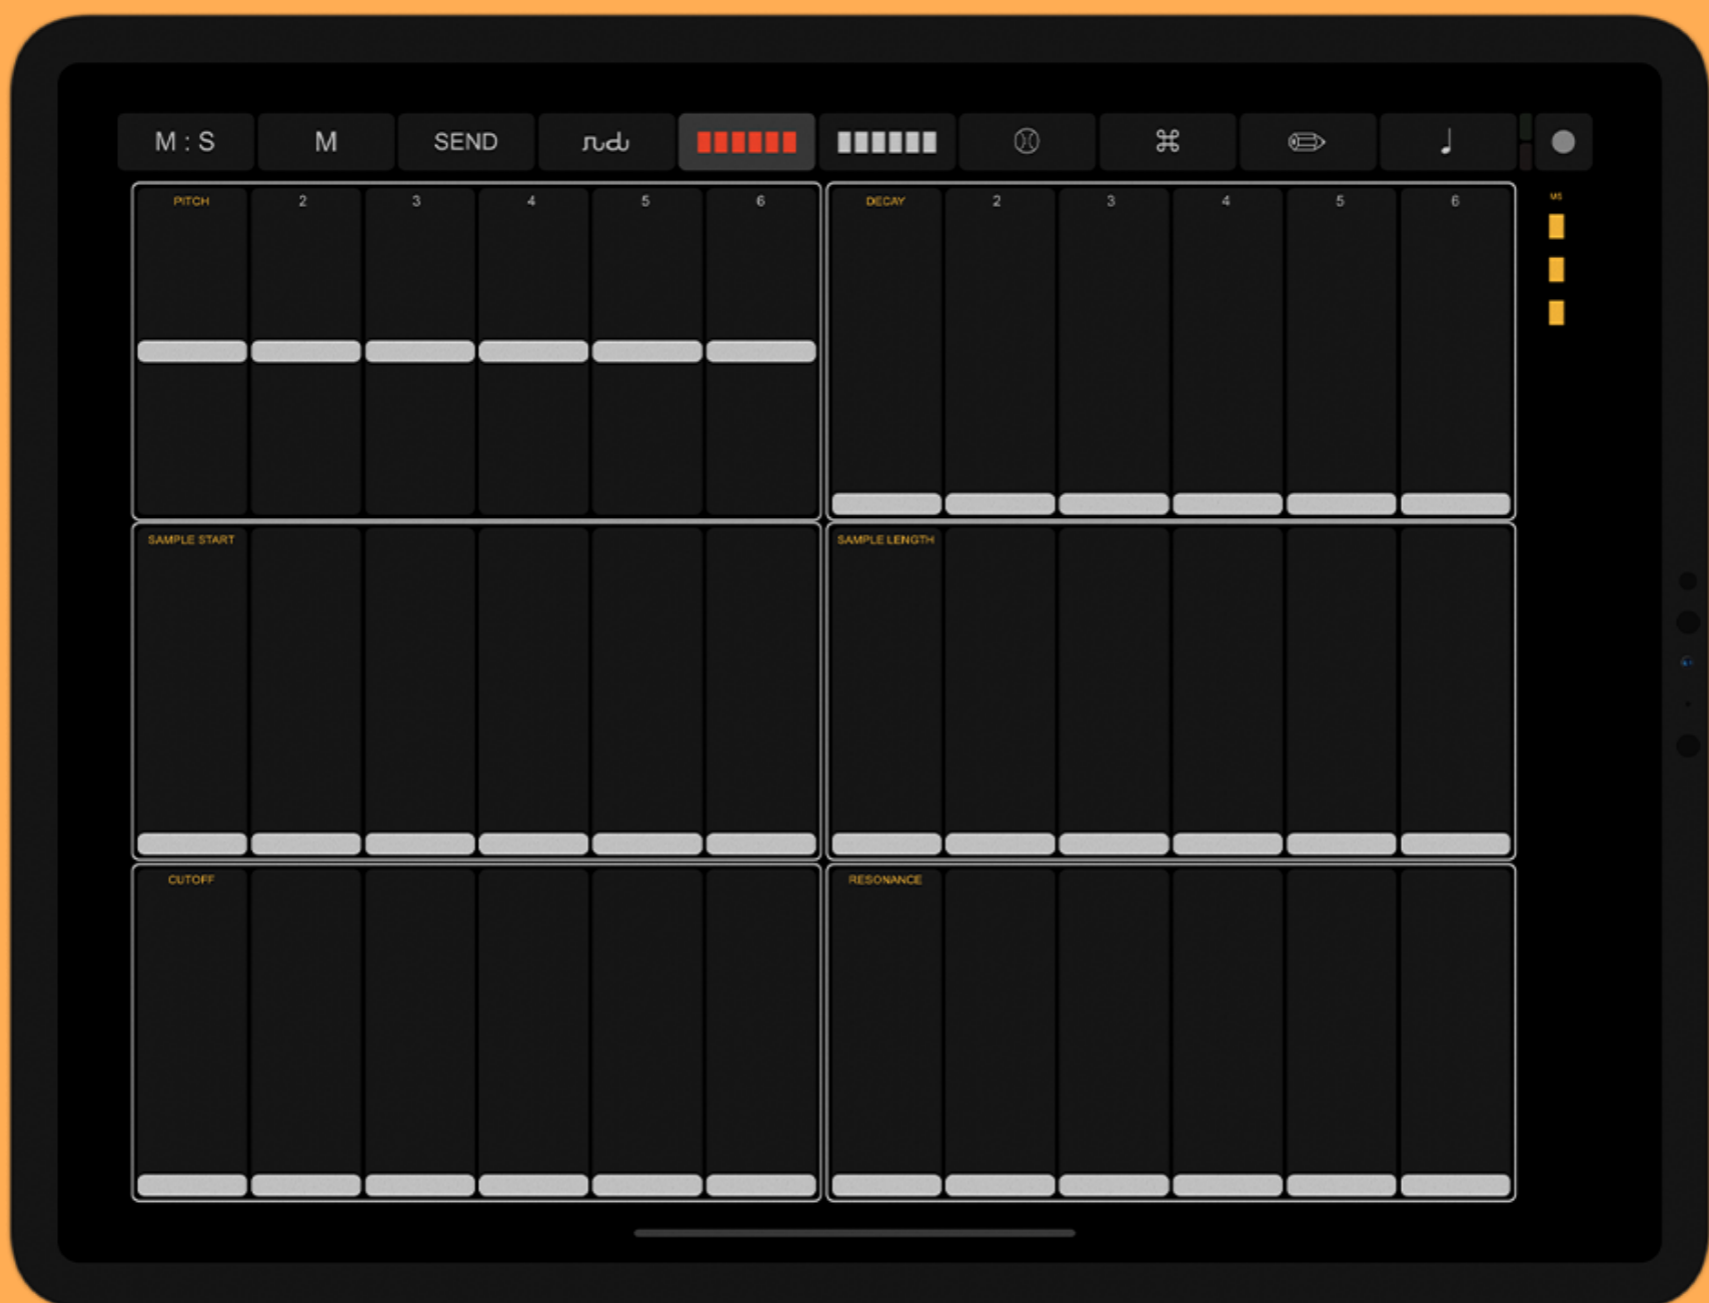 M : S
M
SEND
PITCH 2 3 4 5 6
DECAY 2 3 4 5 6
MS
SAMPLE START
SAMPLE LENGTH
CUTOFF
RESONANCE